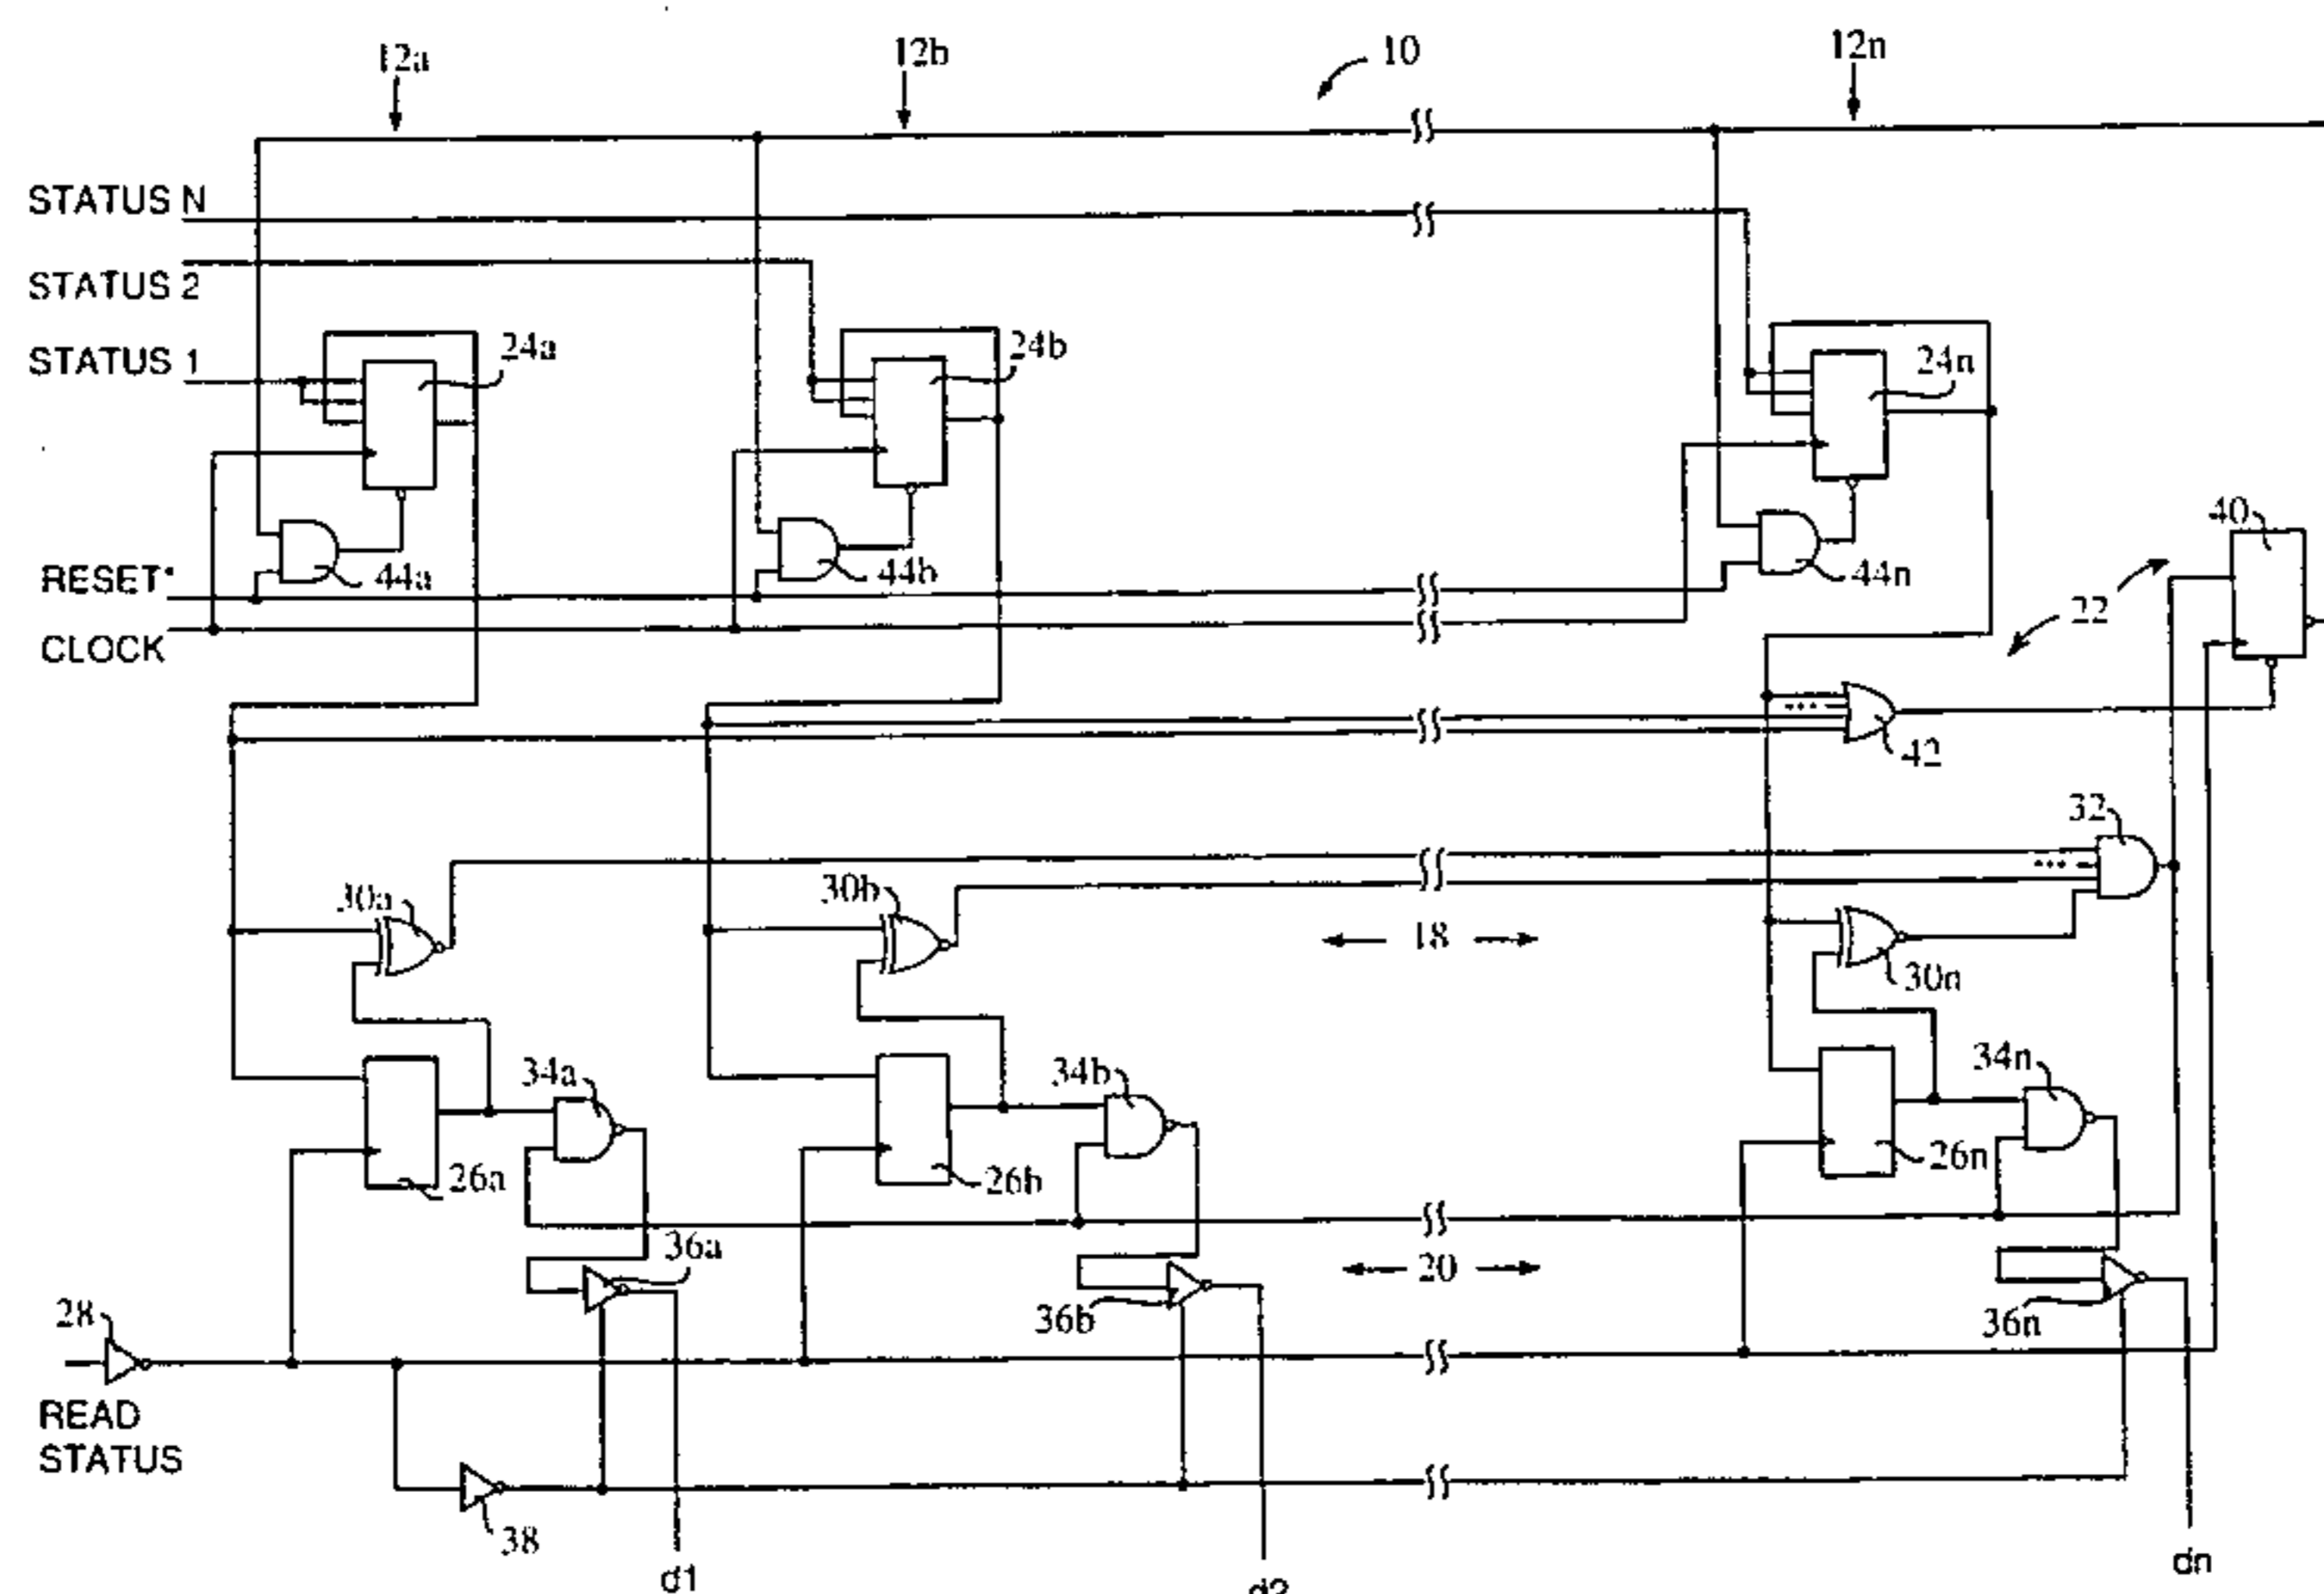 12a
12b
10
12n
STATUS N
STATUS 2
STATUS 1
24a
24b
24n
40
RESET*
44a
44b
44n
CLOCK
22
42
32
30a
30b
18
30n
34a
34b
34n
26a
26b
26n
36a
20
28
36b
36n
READ
STATUS
38
d1
d2
dn